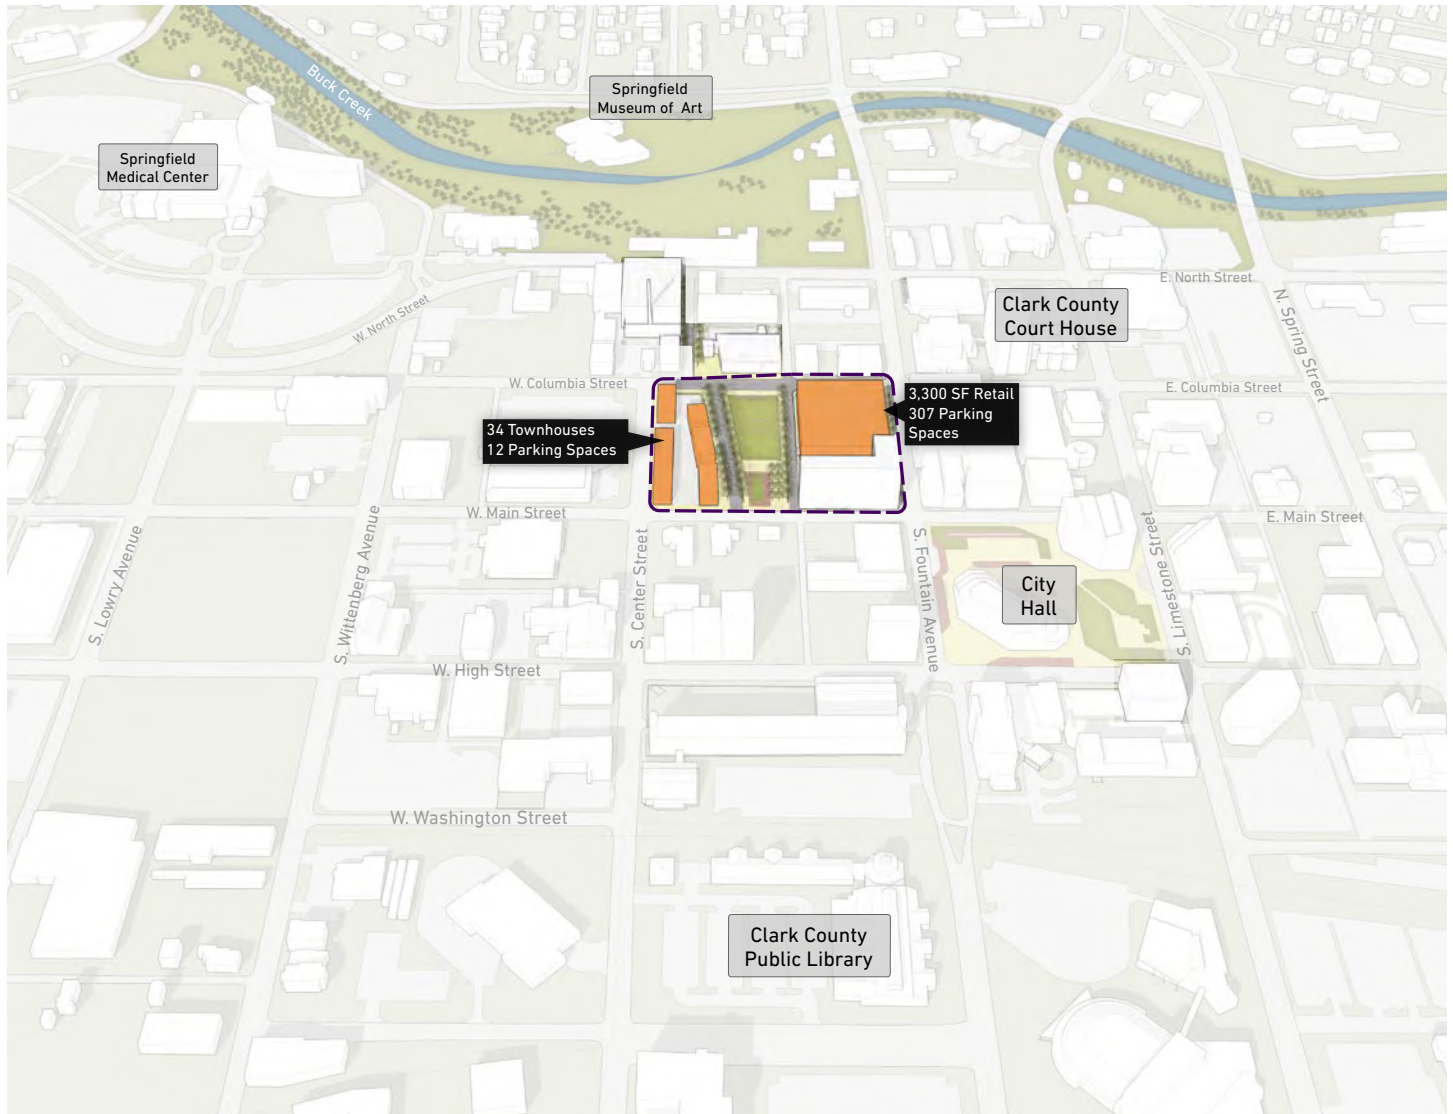 Buck Creek
Springfield
Museum of Art
Springfield
Medical Center
E. North Street
Clark County
Court House
W. North Street
N. Spring Street
W. Columbia Street
E. Columbia Street
3,300 SF Retail
307 Parking
Spaces
34 Townhouses
12 Parking Spaces
W. Main Street
E. Main Street
S. Lowry Avenue
S. Wittenberg Avenue
S. Center Street
S. Fountain Avenue
S. Limestone Street
City
Hall
W. High Street
W. Washington Street
Clark County
Public Library